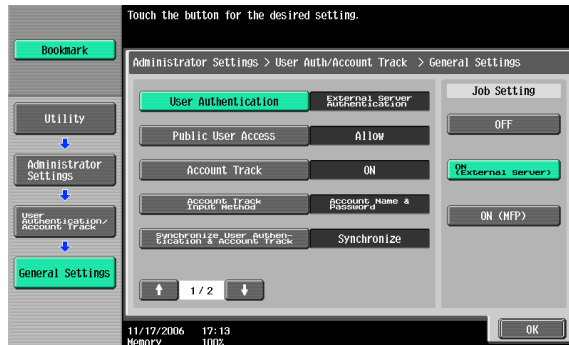 Touch the button for the desired setting.
Bookmark
Administrator Settings > User Auth/Account Track > General Settings
User Authentication
External Server
Authentication
Public User Access
Allow
Account Track
ON
Account Track
Input Method
Account Name &
Password
Synchronize User Authen-
tication & Account Track
Synchronize
1/2
Job Setting
OFF
ON
(External Server)
ON (MFP)
Utility
Administrator
Settings
User
Authentication/
Account Track
General Settings
11/17/2006 17:13
Memory 100%
OK